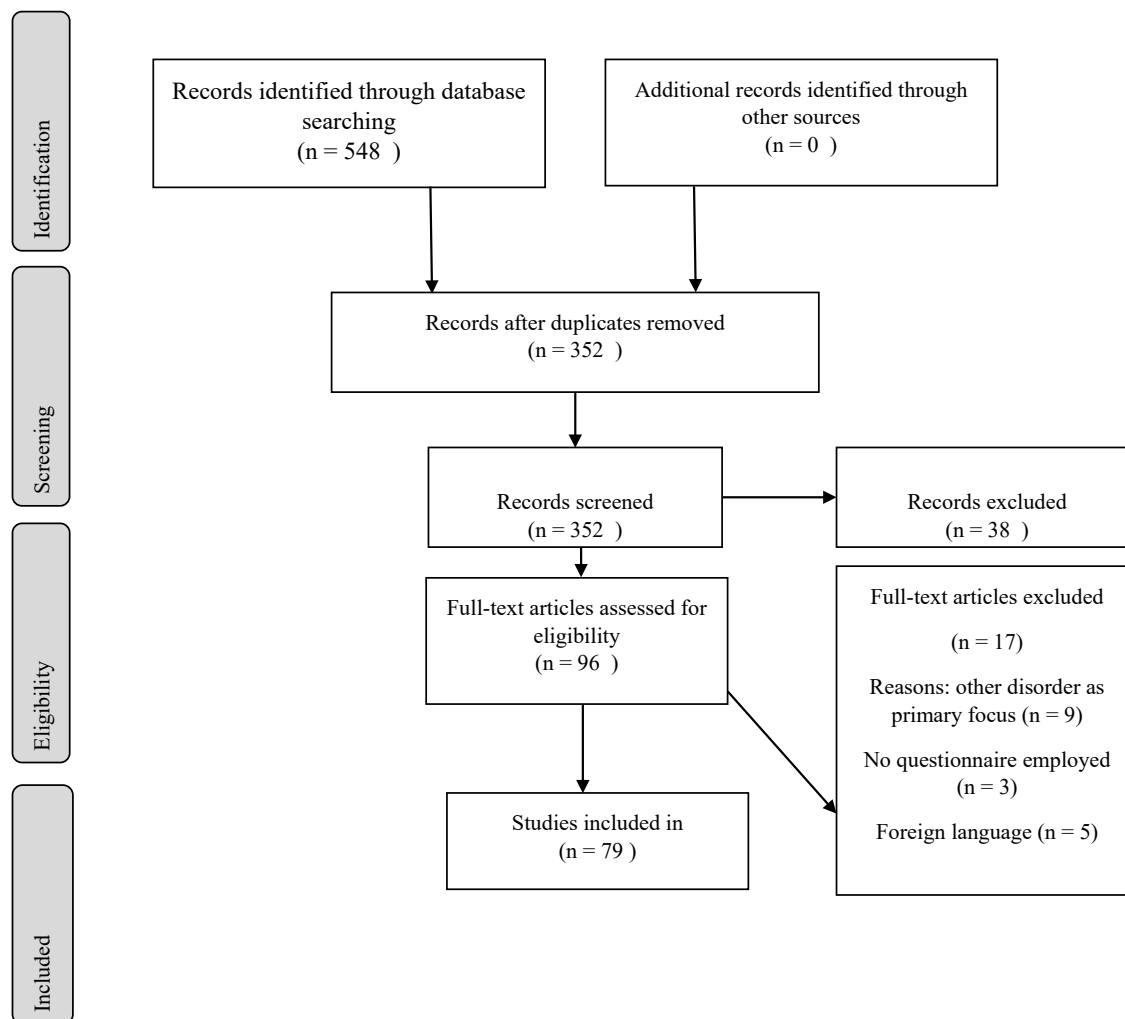 Identification
Records identified through database
searching
(n = 548  )
Additional records identified through
other sources
(n = 0  )
Screening
Records after duplicates removed
(n = 352  )
Records screened
(n = 352  )
Records excluded
(n = 38  )
Eligibility
Full-text articles assessed for
eligibility
(n = 96  )
Full-text articles excluded
(n = 17)
Reasons: other disorder as
primary focus (n = 9)
No questionnaire employed
(n = 3)
Foreign language (n = 5)
Included
Studies included in
(n = 79 )